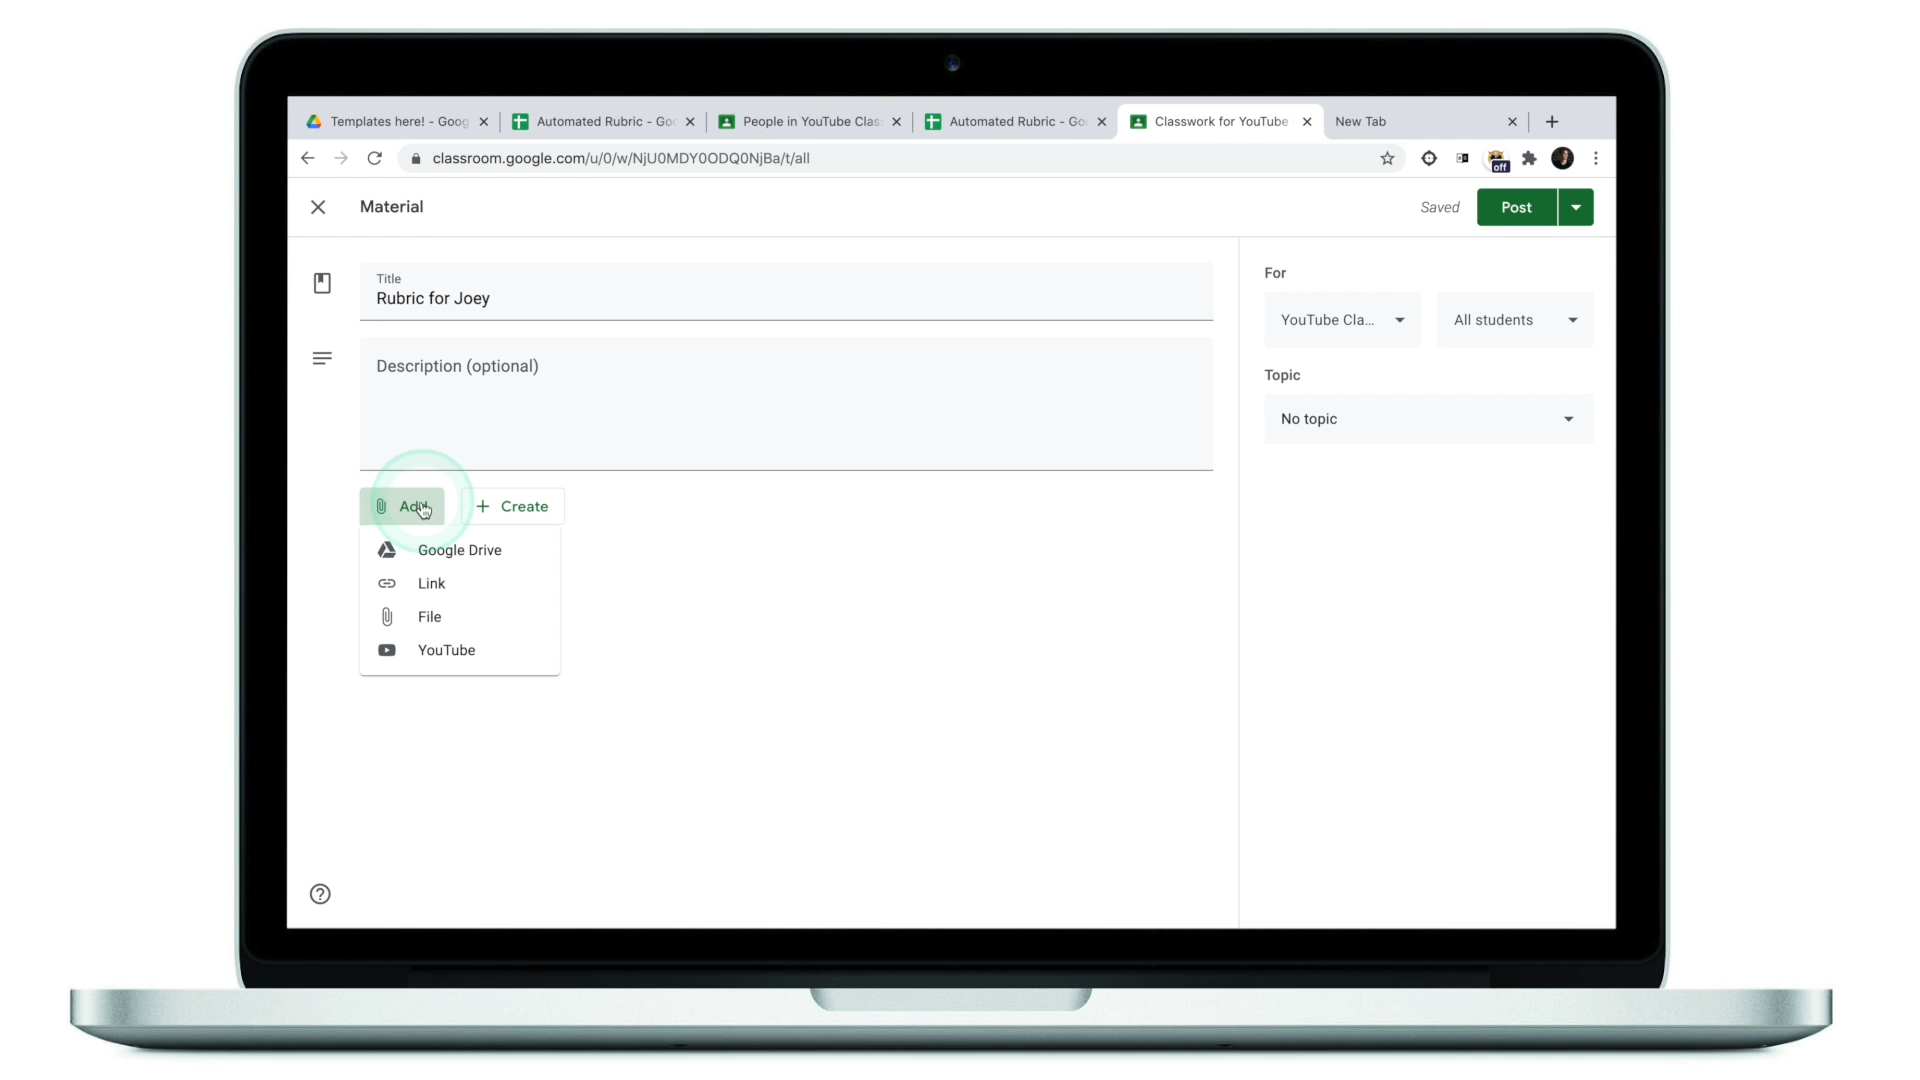 Templates here! - Goog
Automated Rubric - Goo
People in YouTube Clas
Automated Rubric - Go
Classwork for YouTube
New Tab
classroom.google.com/u/0/w/NjU0MDY0ODQ0NjBa/t/all
off
Material
Saved
Post
Title
Rubric for Joey
For
YouTube Cla...
All students
Description (optional)
Topic
No topic
Add
+ Create
Google Drive
Link
File
YouTube